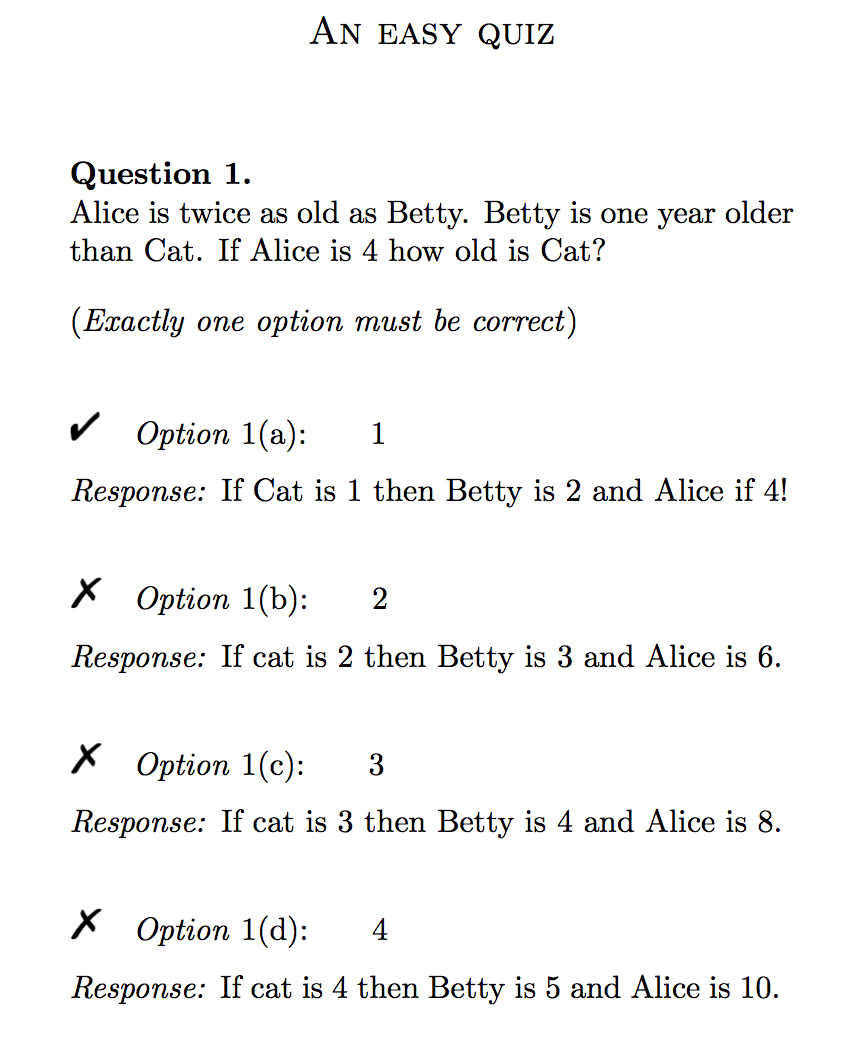 AN EASY QUIZ
Question 1.
Alice is twice as old as Betty. Betty is one year older
than Cat. If Alice is 4 how old is Cat?
(Exactly one option must be correct)
✔ Option 1(a): 1
Response: If Cat is 1 then Betty is 2 and Alice if 4!
✗ Option 1(b): 2
Response: If cat is 2 then Betty is 3 and Alice is 6.
✗ Option 1(c): 3
Response: If cat is 3 then Betty is 4 and Alice is 8.
✗ Option 1(d): 4
Response: If cat is 4 then Betty is 5 and Alice is 10.